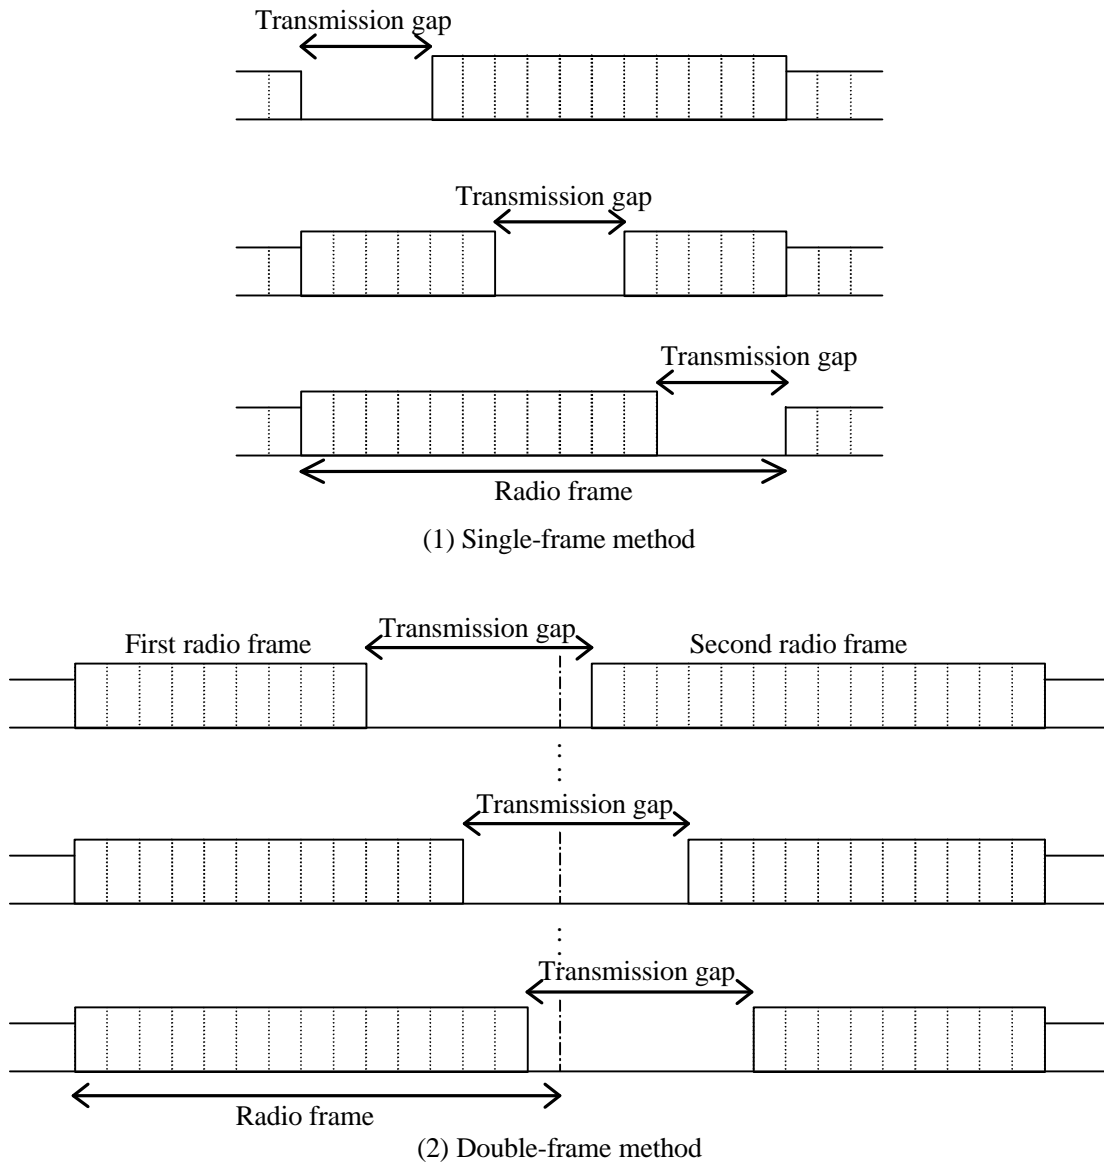 Transmission gap
Transmission gap
Transmission gap
Radio frame
(1) Single-frame method
First radio frame
Transmission gap
Second radio frame
Transmission gap
Transmission gap
Radio frame
(2) Double-frame method